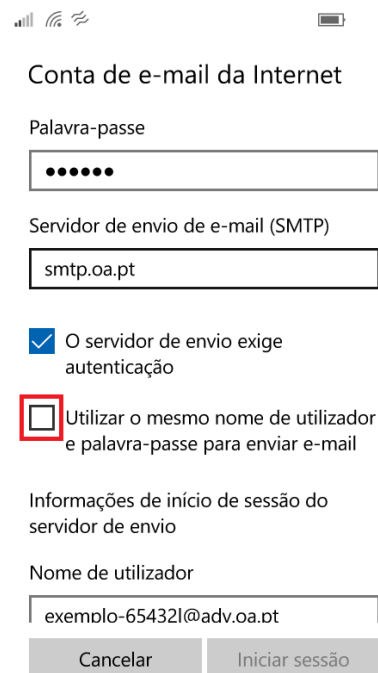 Conta de e-mail da Internet
Palavra-passe
●●●●●●
Servidor de envio de e-mail (SMTP)
smtp.oa.pt
O servidor de envio exige
autenticação
Utilizar o mesmo nome de utilizador
e palavra-passe para enviar e-mail
Informações de início de sessão do
servidor de envio
Nome de utilizador
exemplo-65432l@adv.oa.pt
Cancelar
Iniciar sessão